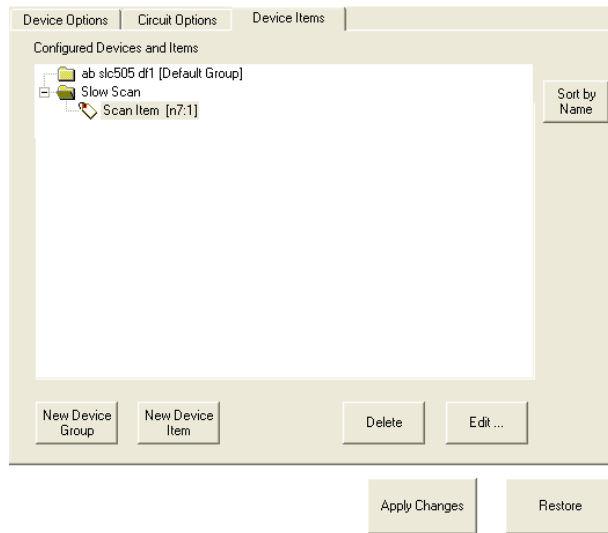 Device Options
Circuit Options
Device Items
Configured Devices and Items
ab slc505 df1 [Default Group]
Slow Scan
Scan Item [n7:1]
Sort by
Name
New Device
Group
New Device
Item
Delete
Edit ...
Apply Changes
Restore